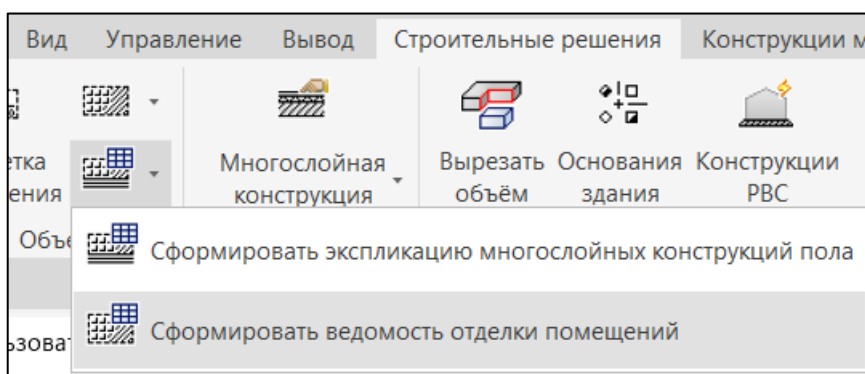 Вид Управление Вывод Строительные решения Конструкции м
етка Многослойная Вырезать Основания Конструкции
ения конструкция объём здания РВС
Объе
Сформировать экспликацию многослойных конструкций пола
Сформировать ведомость отделки помещений
ьзова